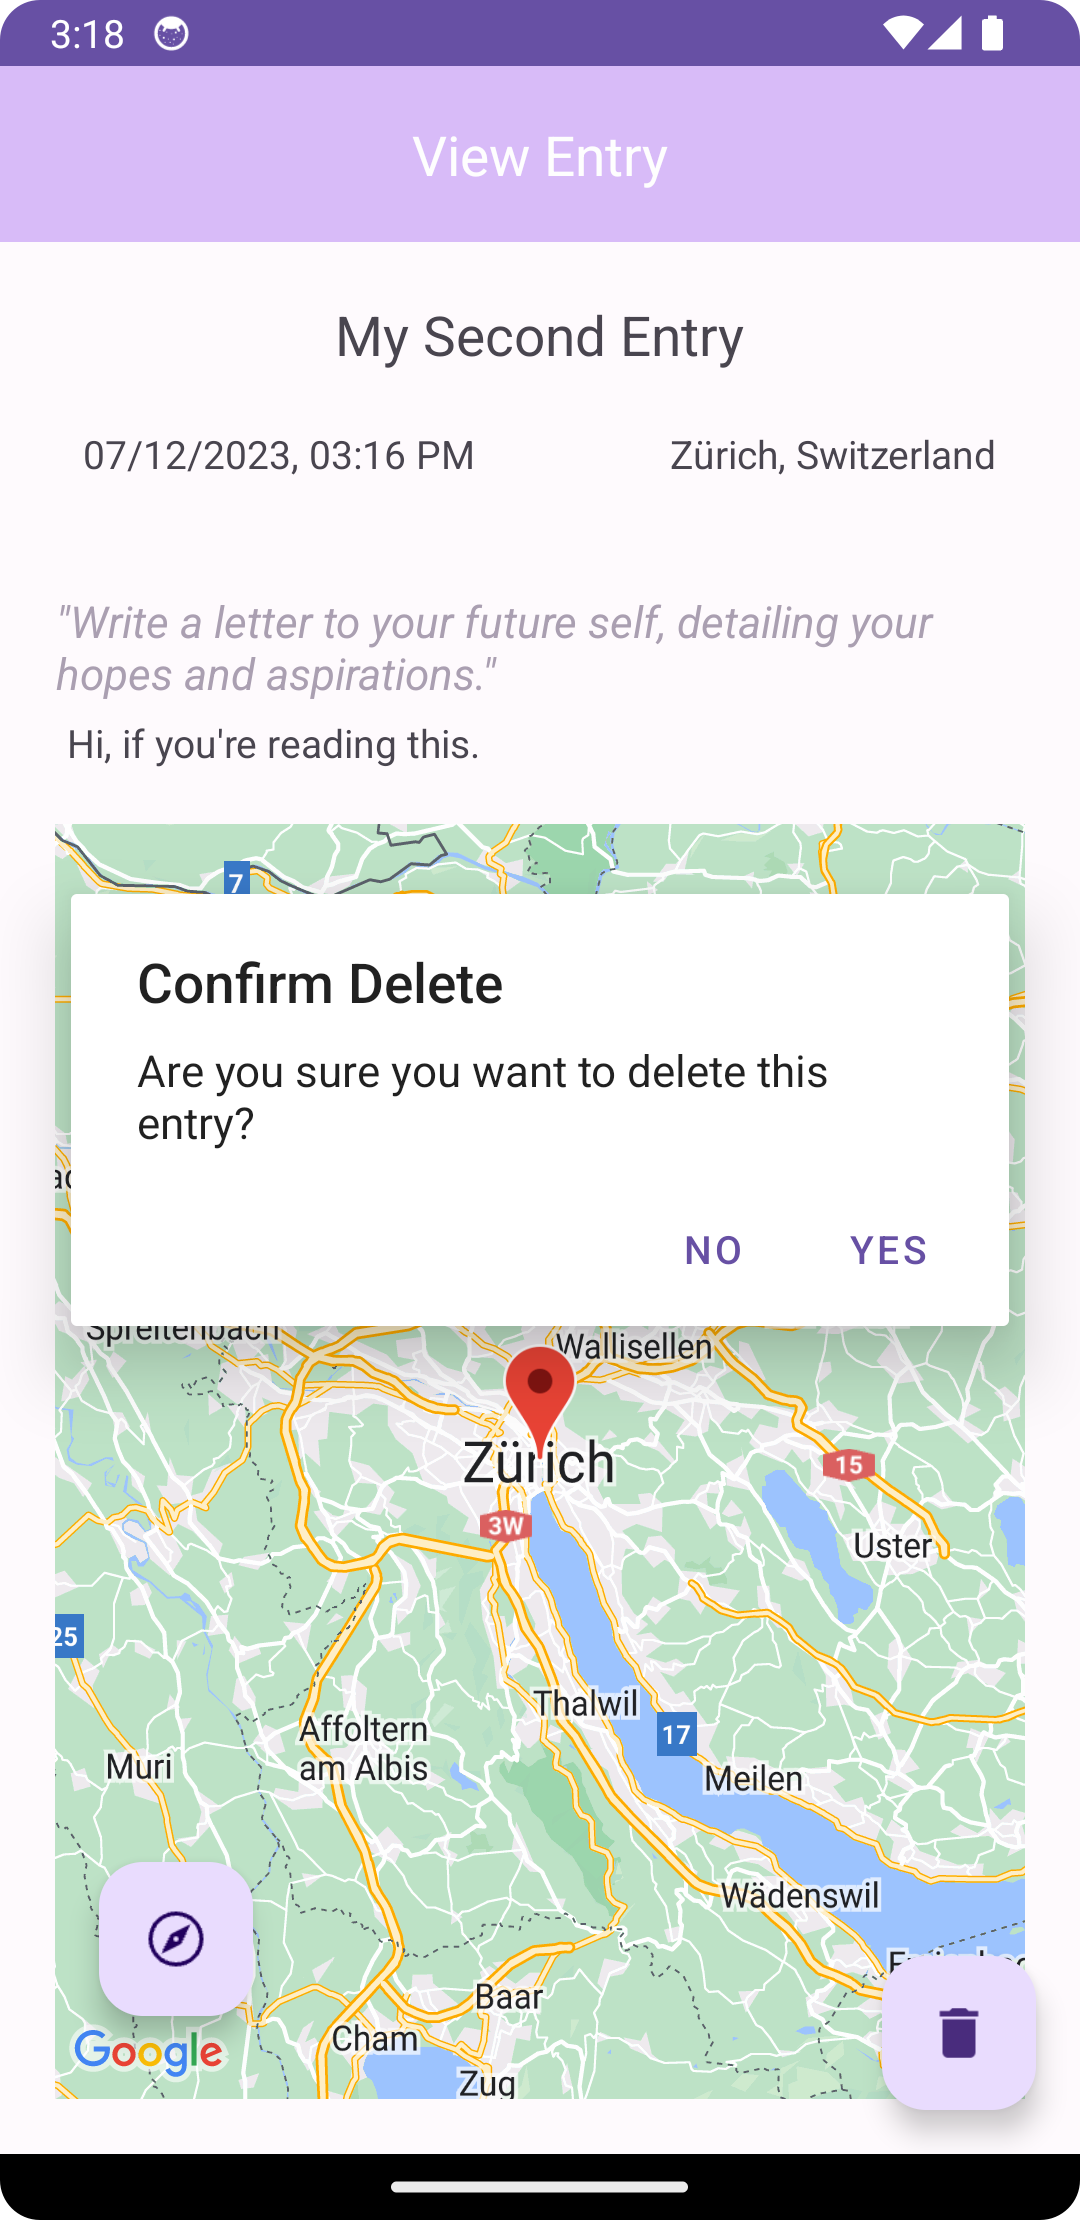 3:18
View Entry
My Second Entry
07/12/2023, 03:16 PM
Zürich, Switzerland
"Write a letter to your future self, detailing your
hopes and aspirations."
Hi, if you're reading this.
7
Confirm Delete
Are you sure you want to delete this
entry?
NO
YES
Spreitenbach
Wallisellen
Zürich
15
3W
Uster
25
Thalwil
17
Affoltern
am Albis
Muri
Meilen
Wädenswil
Baar
Cham
Google
Zug